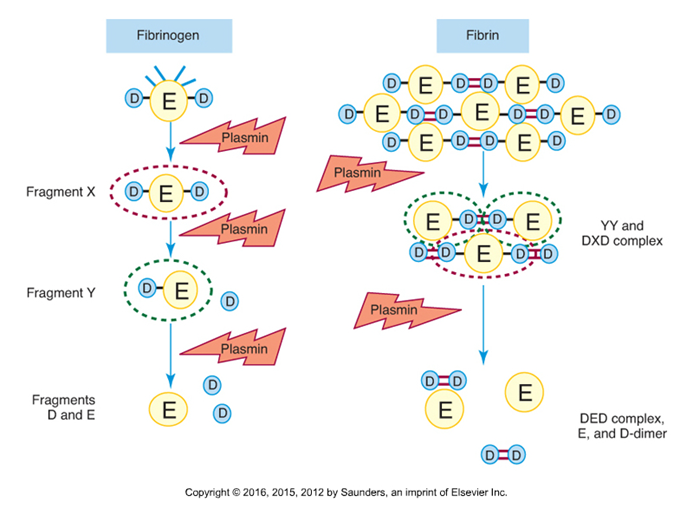 Fibrinogen
E
D
D
Plasmin
Fragment X
D
E
D
Plasmin
Fragment Y
D
E
D
Plasmin
Fragments
D and E
E
D
D
Fibrin
D E D D E D
D E D D E D D E D
D E D D E D
Plasmin
E D D E
D D E D D
YY and
DXD complex
Plasmin
D D
E
E
D D
DED complex,
E, and D-dimer
Copyright © 2016, 2015, 2012 by Saunders, an imprint of Elsevier Inc.